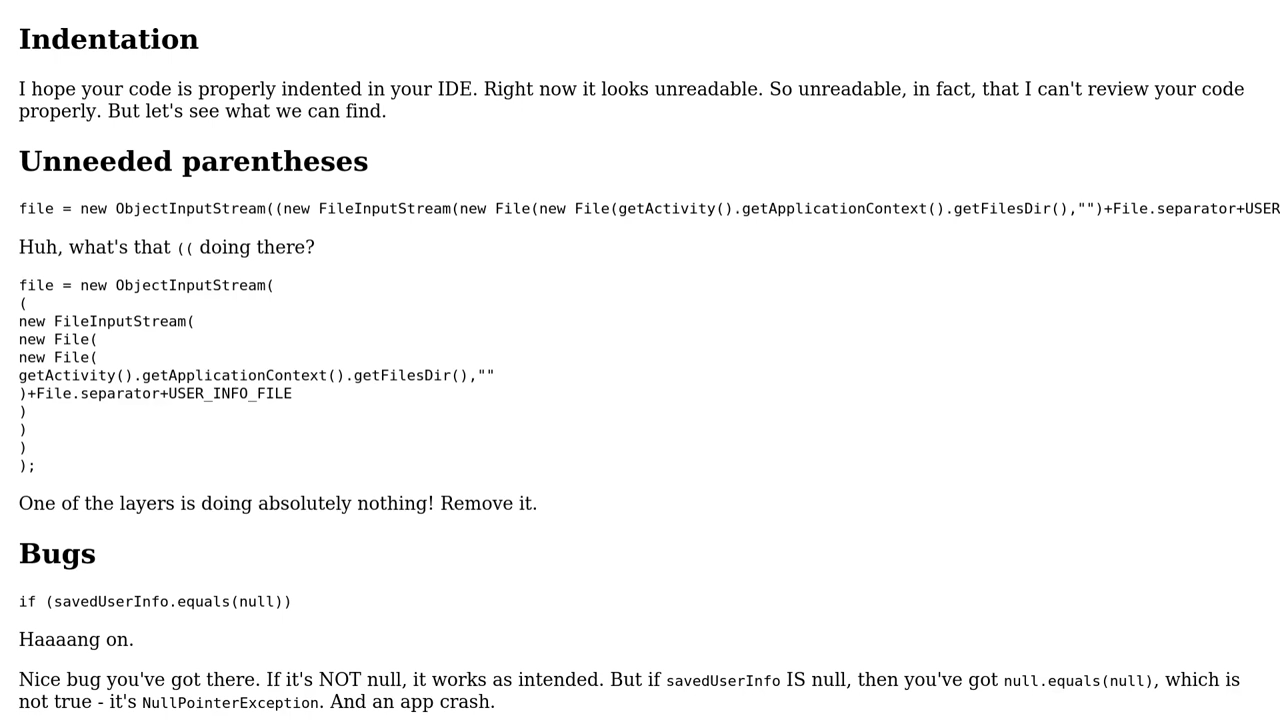 Indentation
I hope your code is properly indented in your IDE. Right now it looks unreadable. So unreadable, in fact, that I can't review your code
properly. But let's see what we can find.
Unneeded parentheses
file = new ObjectInputStream((new FileInputStream(new File(new File(getActivity().getApplicationContext().getFilesDir(),"")+File.separator+USER
Huh, what's that (( doing there?
file = new ObjectInputStream(
(
new FileInputStream(
new File(
new File(
getActivity().getApplicationContext().getFilesDir(),""
)+File.separator+USER_INFO_FILE
)
)
)
);
One of the layers is doing absolutely nothing! Remove it.
Bugs
if (savedUserInfo.equals(null))
Haaaang on.
Nice bug you've got there. If it's NOT null, it works as intended. But if savedUserInfo IS null, then you've got null.equals(null), which is
not true - it's NullPointerException. And an app crash.